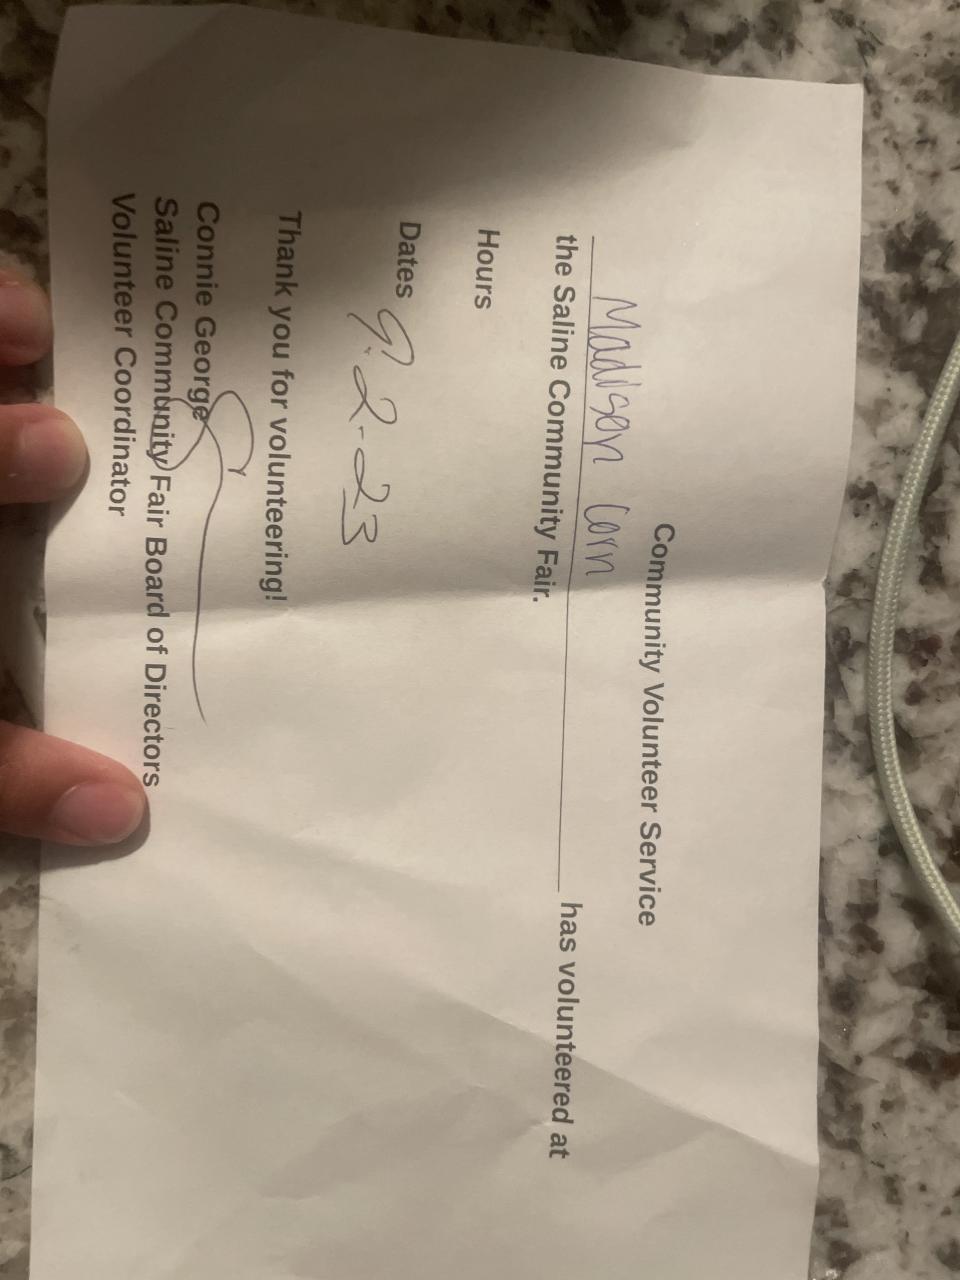 Community Volunteer Service
Madison Corn has volunteered at
the Saline Community Fair.
Hours
Dates 9.2-23
Thank you for volunteering!
Connie George
Saline Community Fair Board of Directors
Volunteer Coordinator